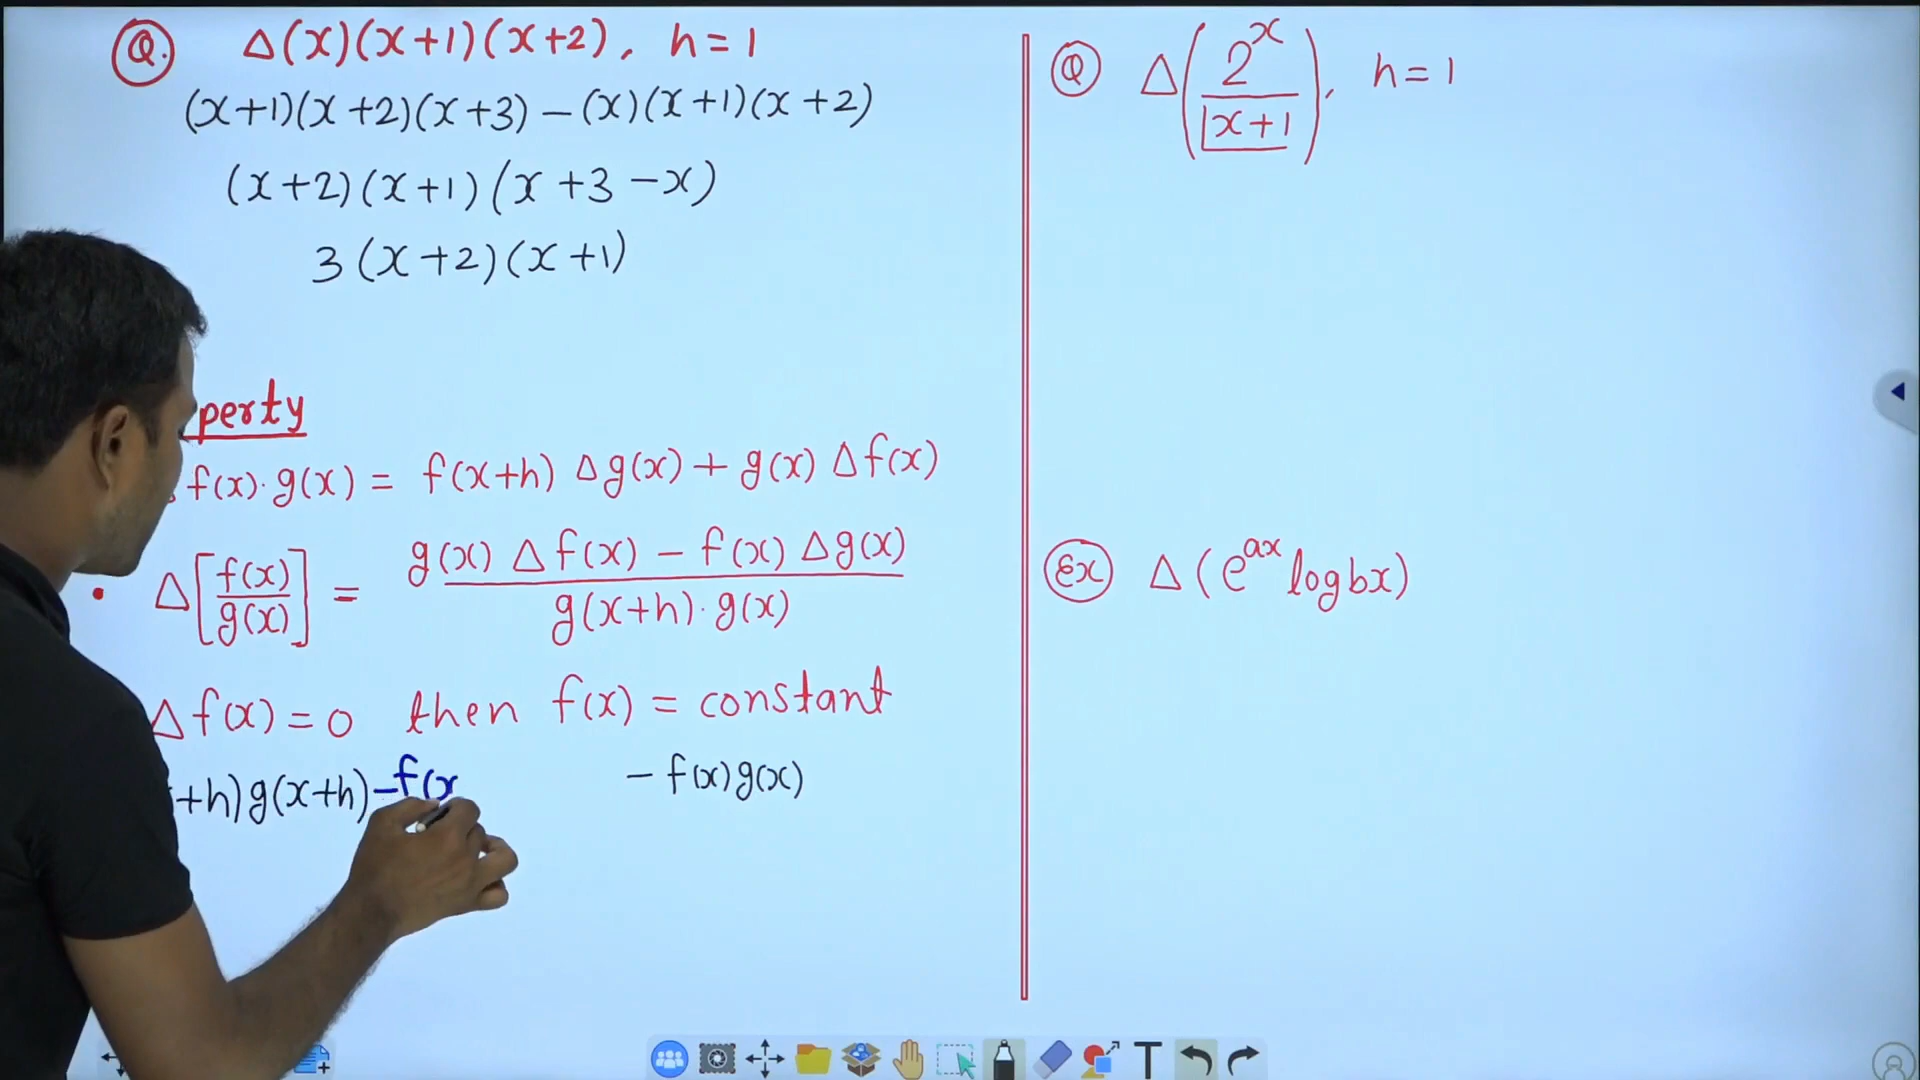 Q. Δ(x)(x+1)(x+2), h=1
(x+1)(x+2)(x+3) – (x)(x+1)(x+2)
(x+2)(x+1)(x+3-x)
3(x+2)(x+1)
perty
f(x)·g(x) = f(x+h) Δg(x) + g(x) Δf(x)
• Δ[f(x)/g(x)] = g(x) Δ f(x) – f(x) Δg(x) / g(x+h)·g(x)
Δf(x)=0 then f(x) = constant
+h)g(x+h) –f(x – f(x)g(x)
Q Δ(2^x / |x+1), h=1
Ex Δ(e^ax log bx)
T